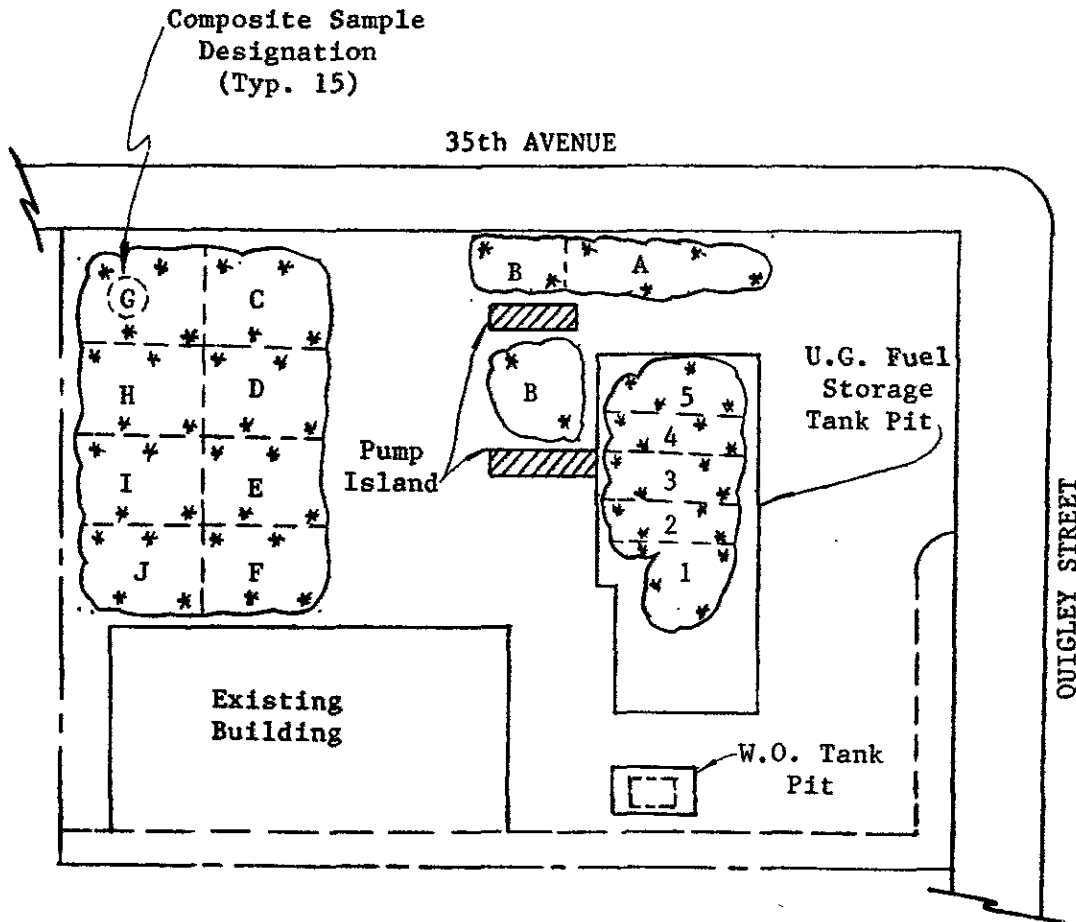 Composite Sample
Designation
(Typ. 15)
35th AVENUE
G
C
B
A
H
D
B
U.G. Fuel
Storage
Tank Pit
5
4
3
2
1
Pump
Island
I
E
J
F
QUIGLEY STREET
Existing
Building
W.O. Tank
Pit